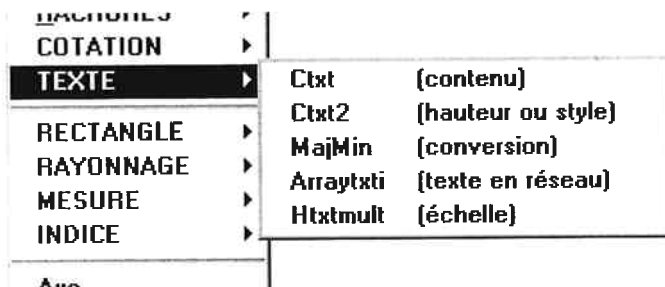 HACHURES
COTATION
TEXTE
RECTANGLE
RAYONNAGE
MESURE
INDICE
Ctxt (contenu)
Ctxt2 (hauteur ou style)
MajMin (conversion)
Arraytxti (texte en réseau)
Htxtmult (échelle)